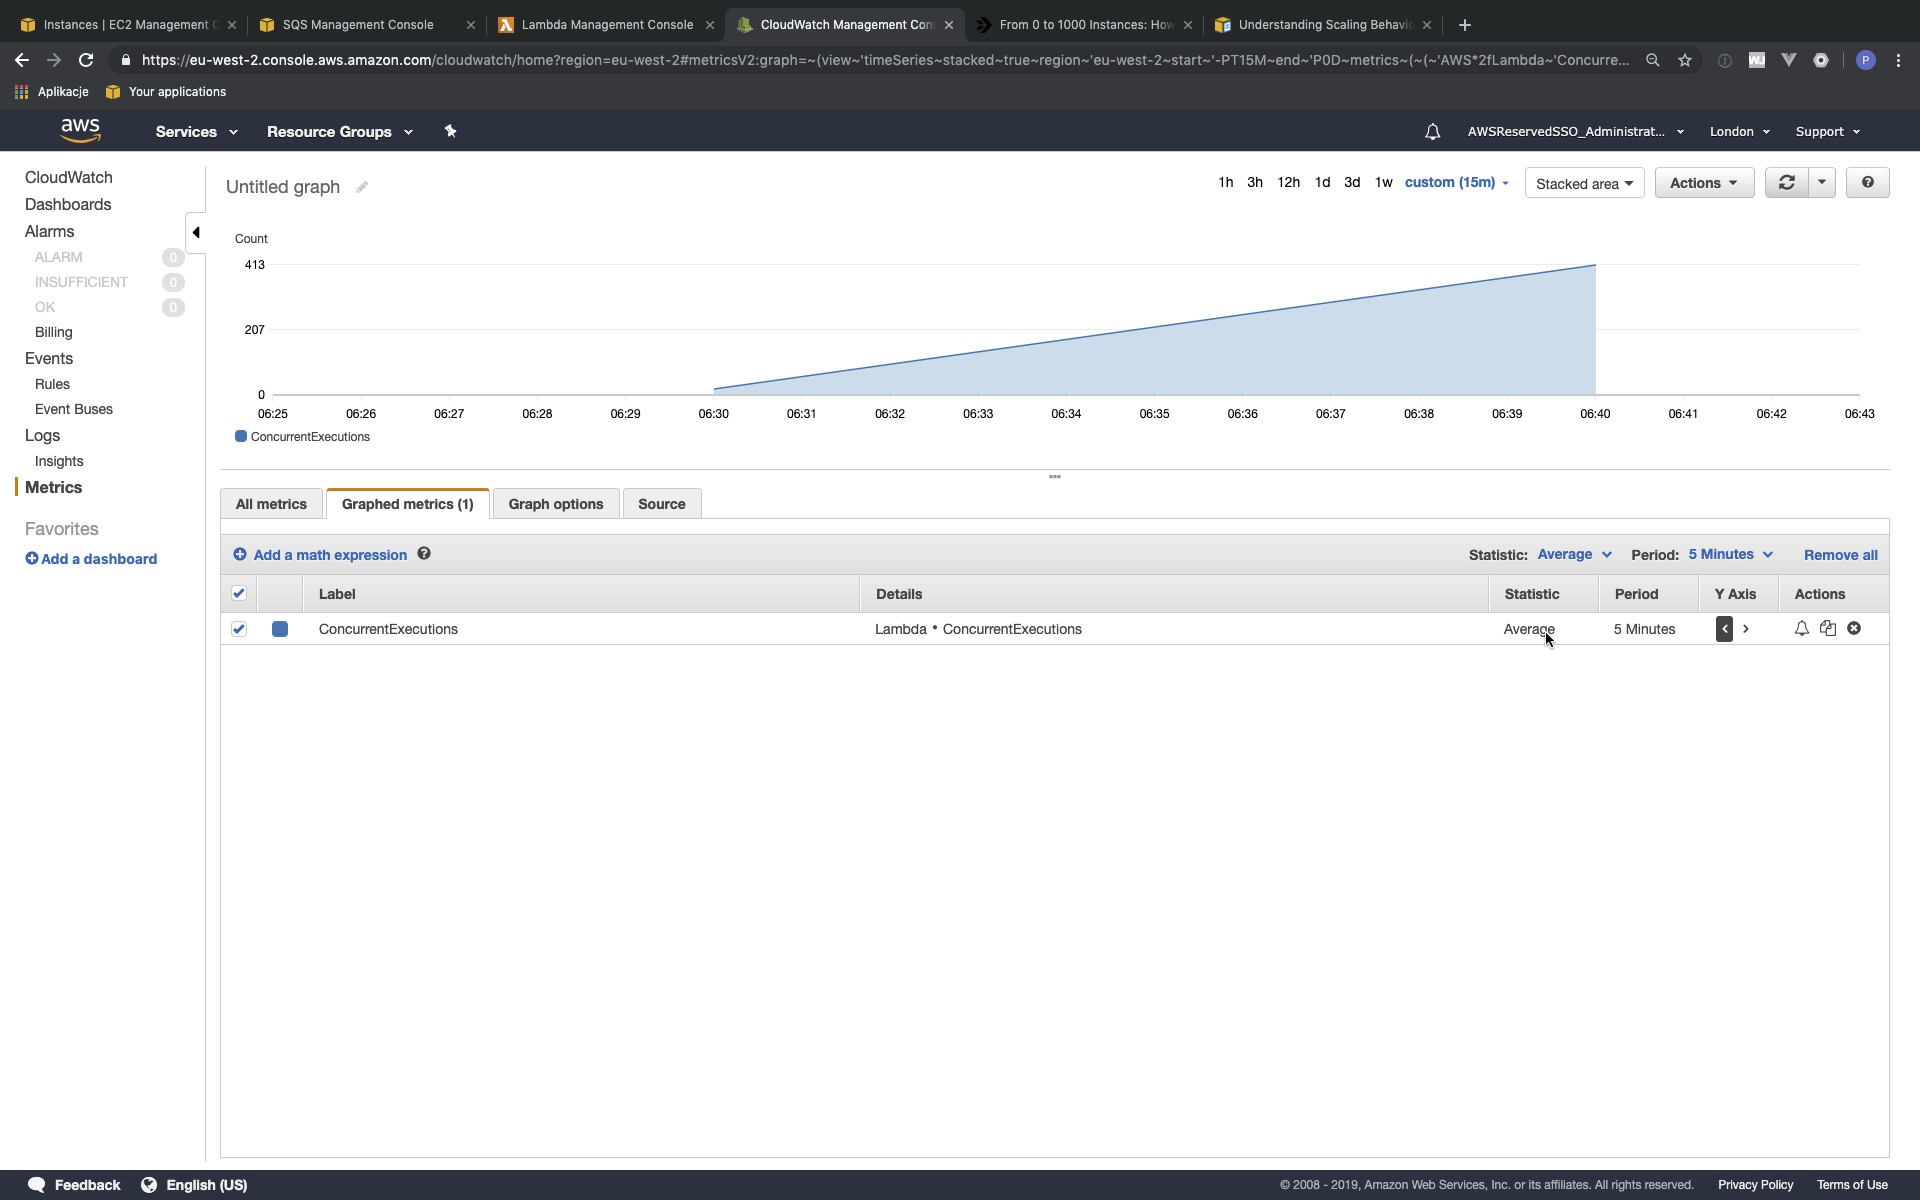 Instances | EC2 Management C
SQS Management Console
Lambda Management Console
CloudWatch Management Con
From 0 to 1000 Instances: How
Understanding Scaling Behavio
https://eu-west-2.console.aws.amazon.com/cloudwatch/home?region=eu-west-2#metricsV2:graph=~(view~'timeSeries~stacked~true~region~'eu-west-2~start~'-PT15M~end~'P0D~metrics~(~(~'AWS*2fLambda~'Concurre...
WJ
P
Aplikacje
Your applications
aws
Services
Resource Groups
AWSReservedSSO_Administrat...
London
Support
CloudWatch
Dashboards
Alarms
ALARM 0
INSUFFICIENT 0
OK 0
Billing
Events
Rules
Event Buses
Logs
Insights
Metrics
Favorites
Add a dashboard
Untitled graph
1h 3h 12h 1d 3d 1w custom (15m)
Stacked area
Actions
Count
413
207
0
06:25 06:26 06:27 06:28 06:29 06:30 06:31 06:32 06:33 06:34 06:35 06:36 06:37 06:38 06:39 06:40 06:41 06:42 06:43
ConcurrentExecutions
All metrics
Graphed metrics (1)
Graph options
Source
Add a math expression
Statistic: Average
Period: 5 Minutes
Remove all
Label Details Statistic Period Y Axis Actions
ConcurrentExecutions Lambda • ConcurrentExecutions Average 5 Minutes
Feedback
English (US)
© 2008 - 2019, Amazon Web Services, Inc. or its affiliates. All rights reserved.
Privacy Policy
Terms of Use